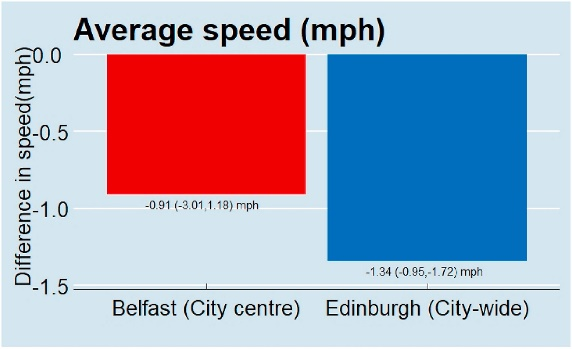 Average speed (mph)
Difference in speed(mph)
0.0
-0.5
-1.0
-1.5
-0.91 (-3.01,1.18) mph
-1.34 (-0.95,-1.72) mph
Belfast (City centre)
Edinburgh (City-wide)